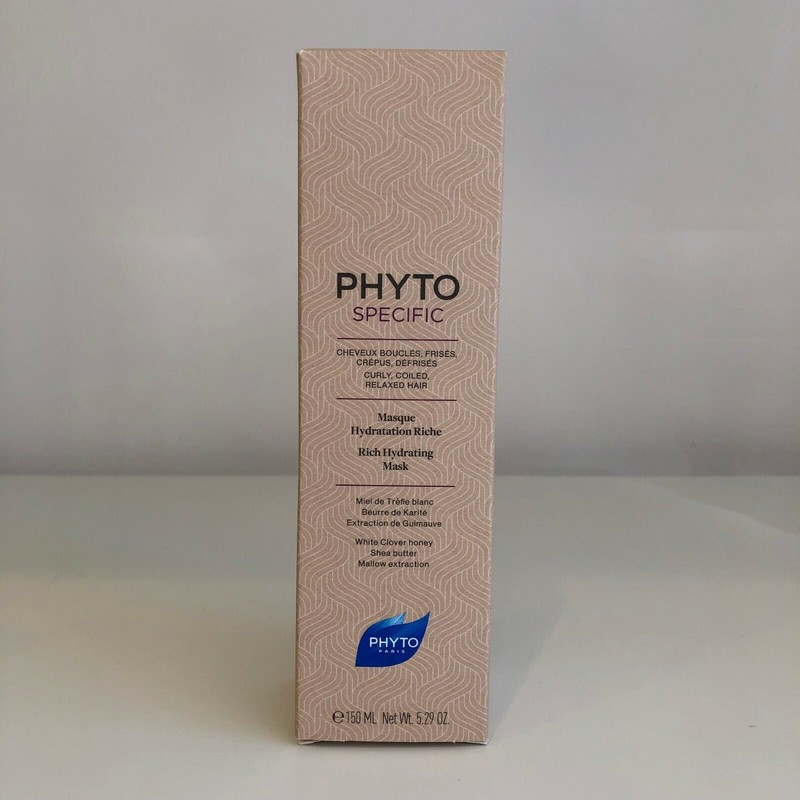 PHYTO
SPECIFIC
CHEVEUX BOUCLÉS, FRISÉS,
CRÉPUS, DÉFRISÉS
CURLY, COILED,
RELAXED HAIR
Masque
Hydratation Riche
Rich Hydrating
Mask
Miel de Trèfle blanc
Beurre de Karité
Extraction de Guimauve
White Clover honey
Shea butter
Mallow extraction
PHYTO
PARIS
℮150 ML Net Wt. 5.29 OZ.